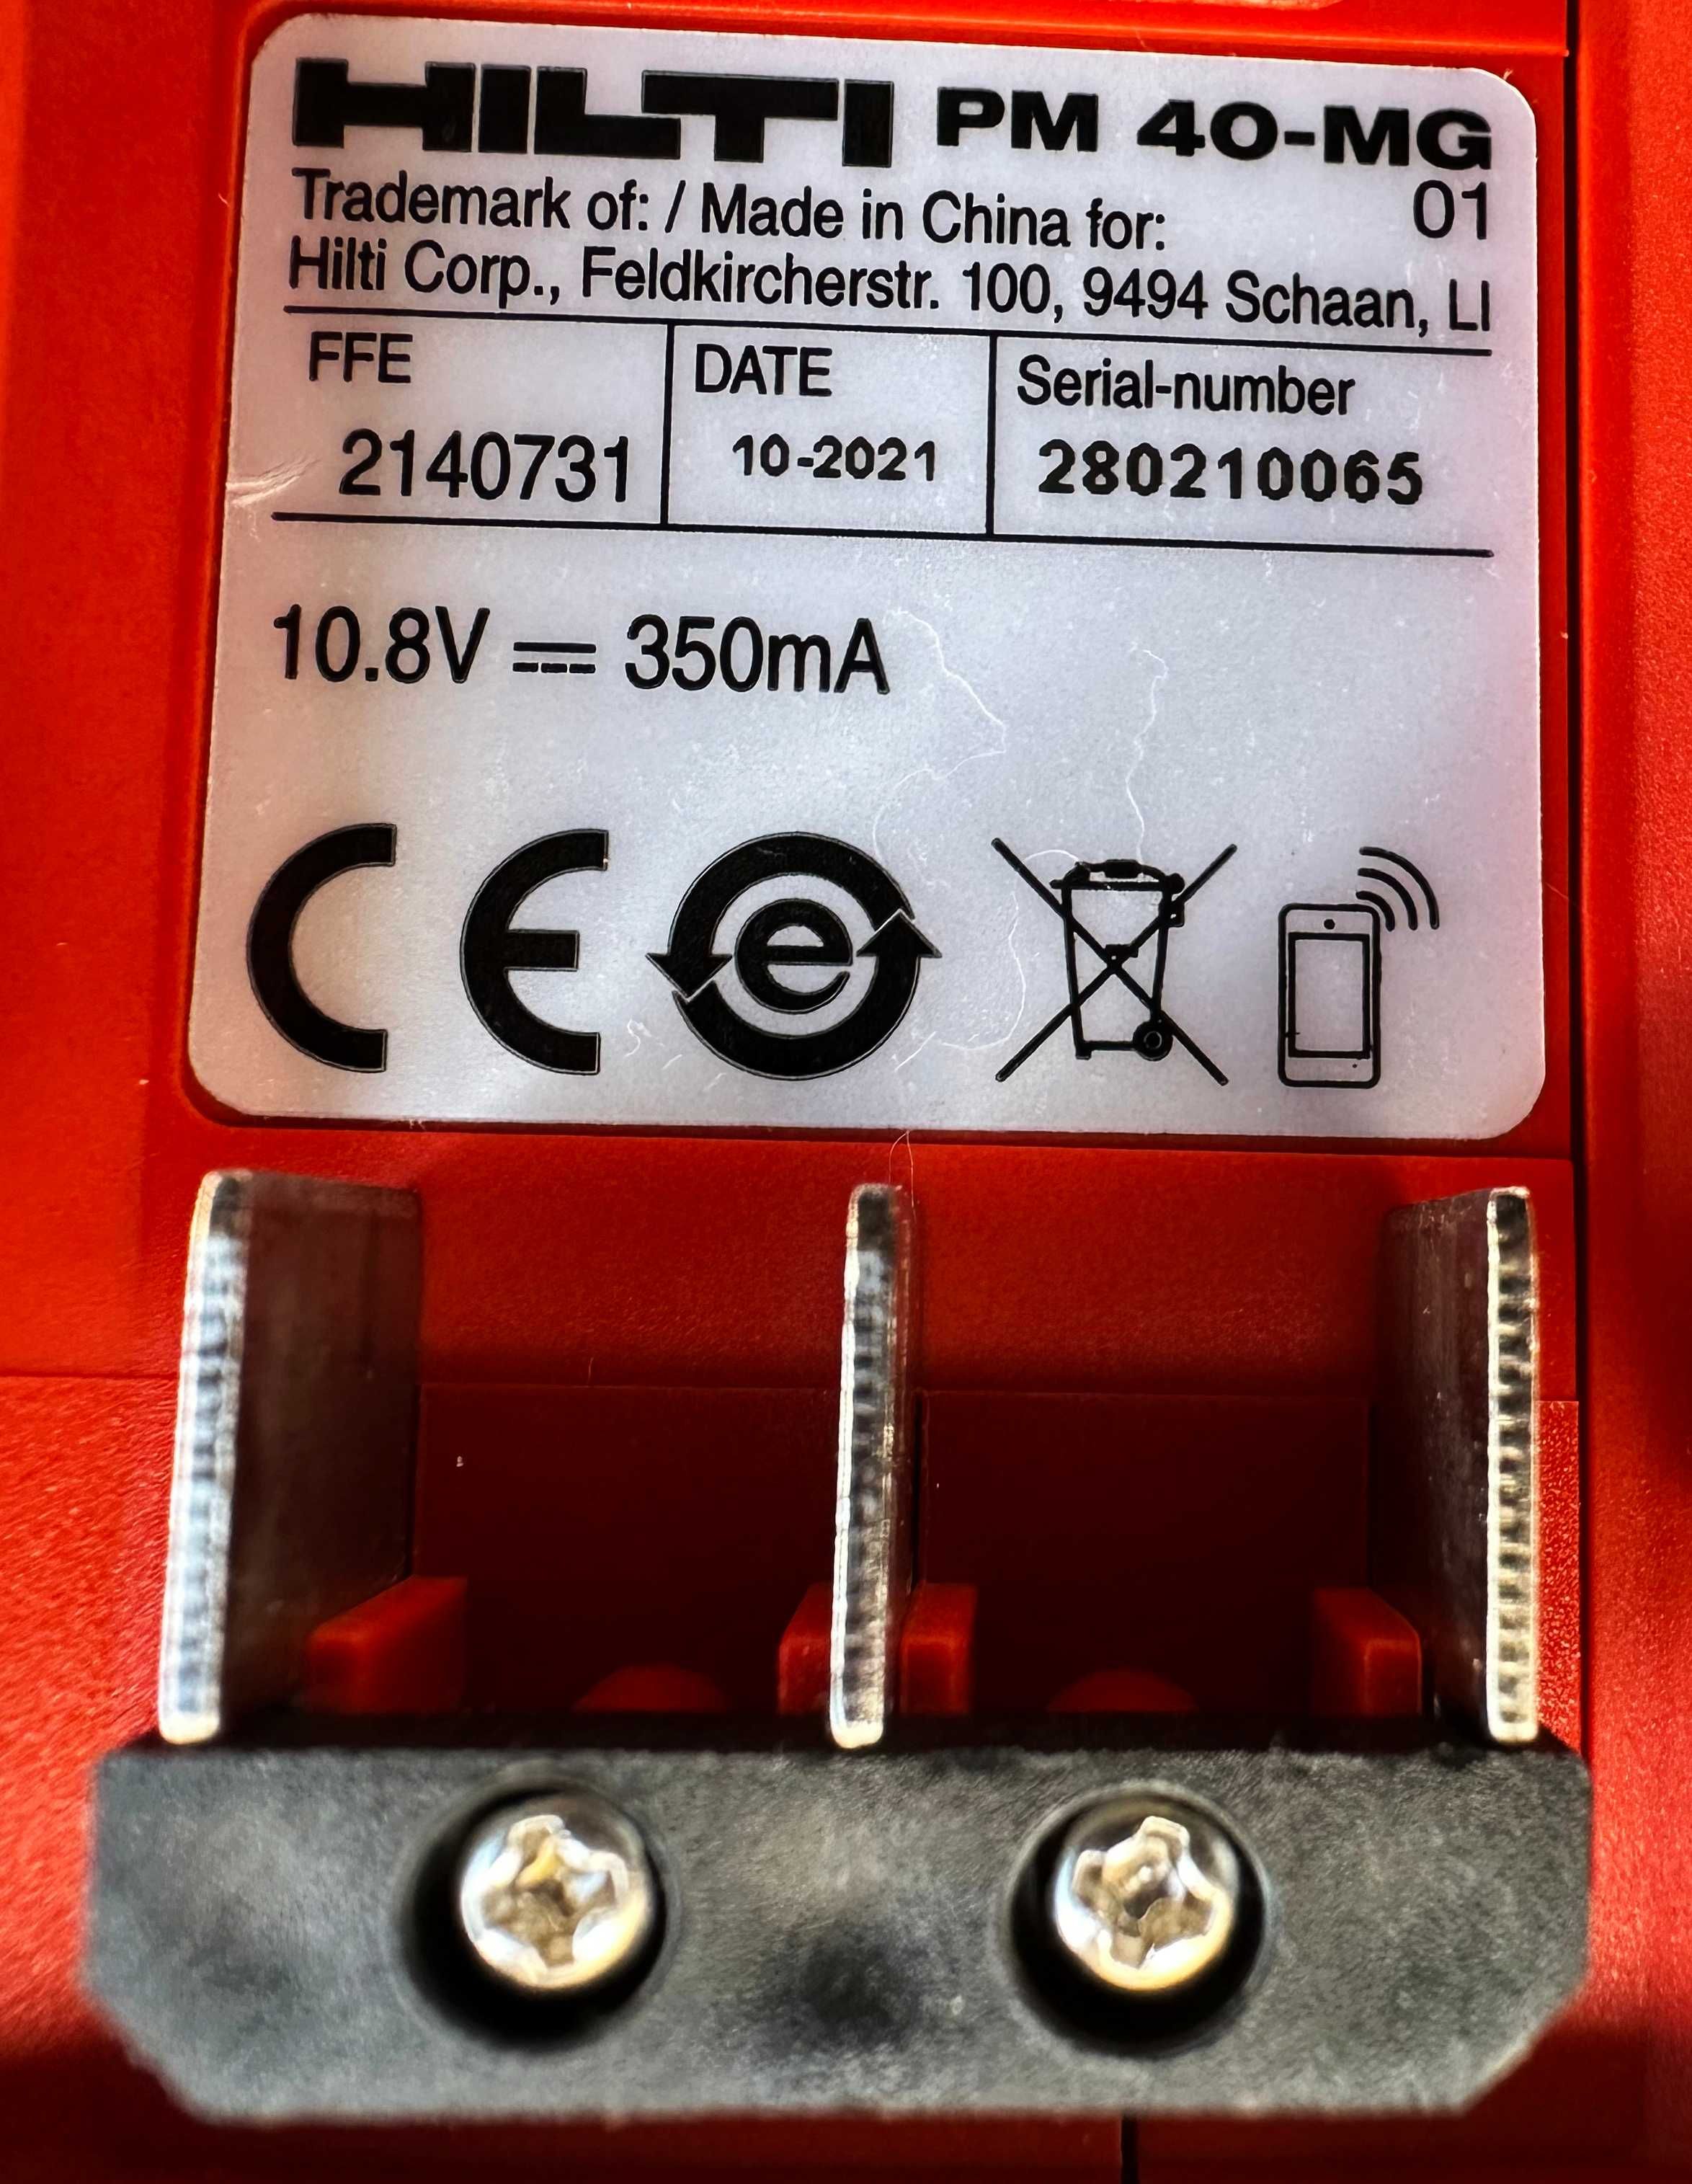 HILTI PM 40-MG
01
Trademark of: / Made in China for:
Hilti Corp., Feldkircherstr. 100, 9494 Schaan, LI
FFE
2140731
DATE
10-2021
Serial-number
280210065
10.8V ⎓ 350mA
CE
e